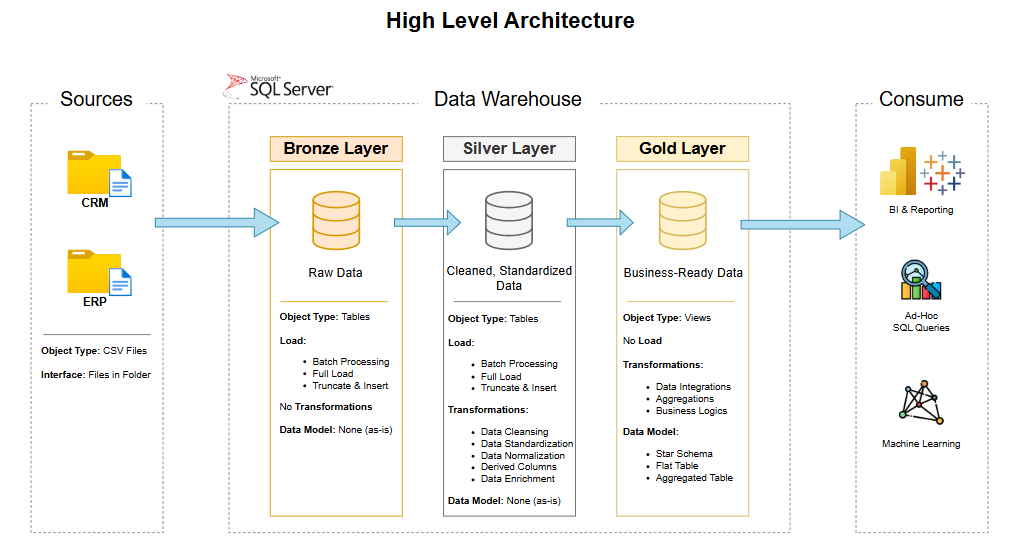 High Level Architecture
Sources
CRM
ERP
Object Type: CSV Files
Interface: Files in Folder
Microsoft®
SQL Server®
Data Warehouse
Bronze Layer
Raw Data
Object Type: Tables
Load:
• Batch Processing
• Full Load
• Truncate & Insert
No Transformations
Data Model: None (as-is)
Silver Layer
Cleaned, Standardized
Data
Object Type: Tables
Load:
• Batch Processing
• Full Load
• Truncate & Insert
Transformations:
• Data Cleansing
• Data Standardization
• Data Normalization
• Derived Columns
• Data Enrichment
Data Model: None (as-is)
Gold Layer
Business-Ready Data
Object Type: Views
No Load
Transformations:
• Data Integrations
• Aggregations
• Business Logics
Data Model:
• Star Schema
• Flat Table
• Aggregated Table
Consume
BI & Reporting
Ad-Hoc
SQL Queries
Machine Learning